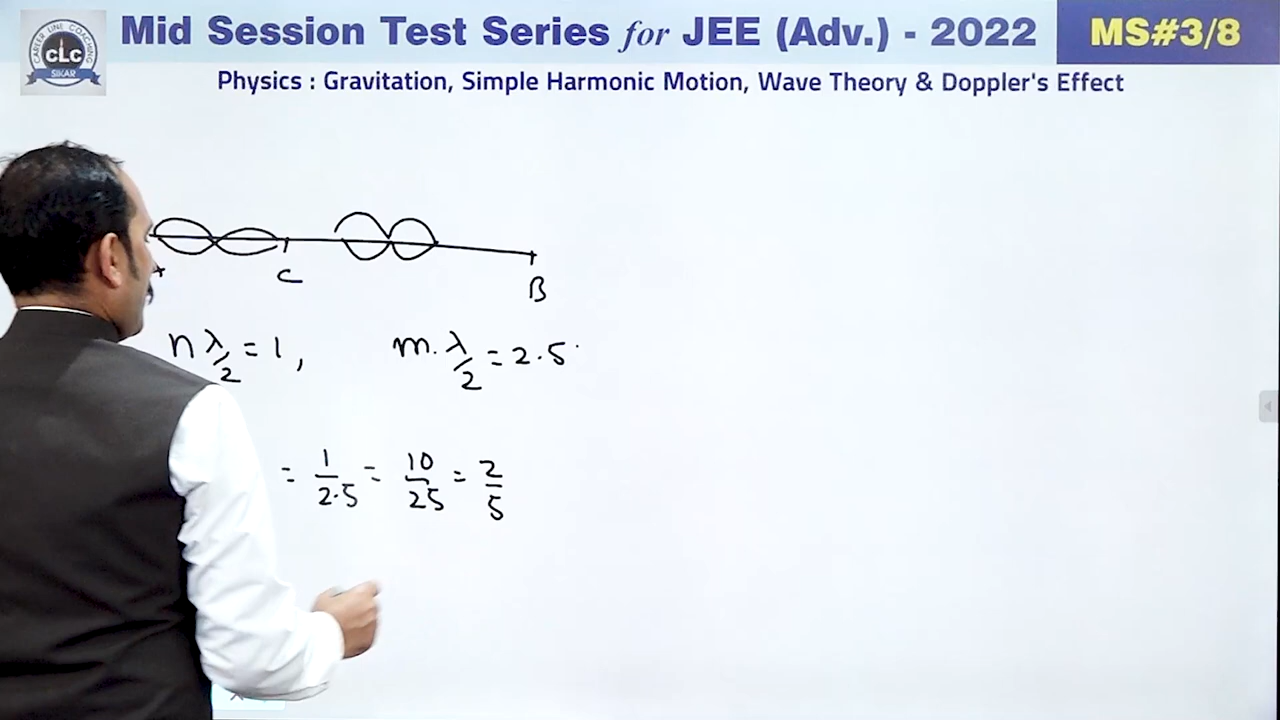 Mid Session Test Series for JEE (Adv.) - 2022
MS#3/8
CAREER LINE COACHING
CLC
SIKAR
Physics : Gravitation, Simple Harmonic Motion, Wave Theory & Doppler's Effect
C
B
n λ/2 = 1, m. λ/2 = 2.5
= 1/2.5 = 10/25 = 2/5